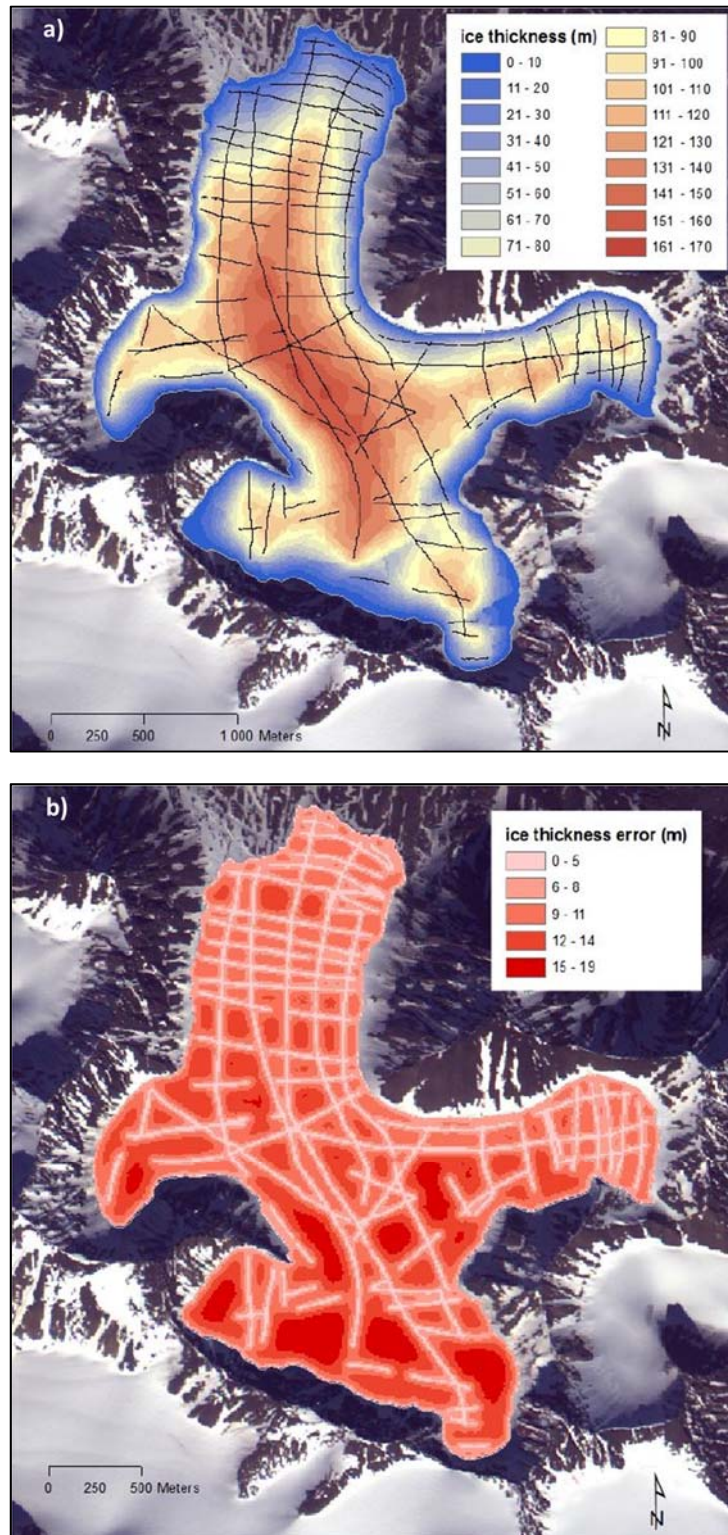 a)
ice thickness (m)
0 - 10
11 - 20
21 - 30
31 - 40
41 - 50
51 - 60
61 - 70
71 - 80
81 - 90
91 - 100
101 - 110
111 - 120
121 - 130
131 - 140
141 - 150
151 - 160
161 - 170
0 250 500 1 000 Meters
N
b)
ice thickness error (m)
0 - 5
6 - 8
9 - 11
12 - 14
15 - 19
0 250 500 Meters
N